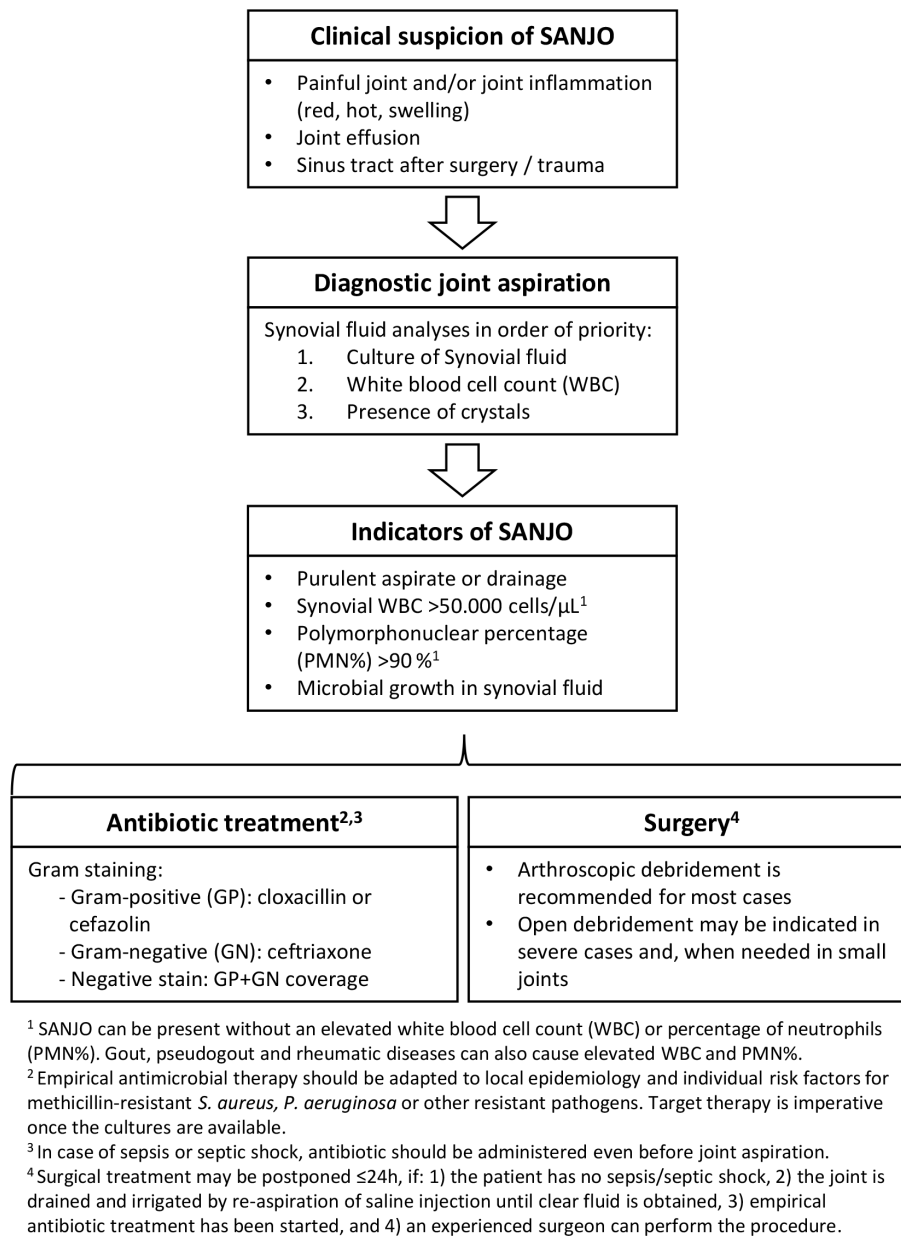 Clinical suspicion of SANJO
• Painful joint and/or joint inflammation
(red, hot, swelling)
• Joint effusion
• Sinus tract after surgery / trauma
Diagnostic joint aspiration
Synovial fluid analyses in order of priority:
1. Culture of Synovial fluid
2. White blood cell count (WBC)
3. Presence of crystals
Indicators of SANJO
• Purulent aspirate or drainage
• Synovial WBC >50.000 cells/µL¹
• Polymorphonuclear percentage
(PMN%) >90 %¹
• Microbial growth in synovial fluid
Antibiotic treatment²,³
Gram staining:
- Gram-positive (GP): cloxacillin or
cefazolin
- Gram-negative (GN): ceftriaxone
- Negative stain: GP+GN coverage
Surgery⁴
• Arthroscopic debridement is
recommended for most cases
• Open debridement may be indicated in
severe cases and, when needed in small
joints
¹ SANJO can be present without an elevated white blood cell count (WBC) or percentage of neutrophils
(PMN%). Gout, pseudogout and rheumatic diseases can also cause elevated WBC and PMN%.
² Empirical antimicrobial therapy should be adapted to local epidemiology and individual risk factors for
methicillin-resistant S. aureus, P. aeruginosa or other resistant pathogens. Target therapy is imperative
once the cultures are available.
³ In case of sepsis or septic shock, antibiotic should be administered even before joint aspiration.
⁴ Surgical treatment may be postponed ≤24h, if: 1) the patient has no sepsis/septic shock, 2) the joint is
drained and irrigated by re-aspiration of saline injection until clear fluid is obtained, 3) empirical
antibiotic treatment has been started, and 4) an experienced surgeon can perform the procedure.